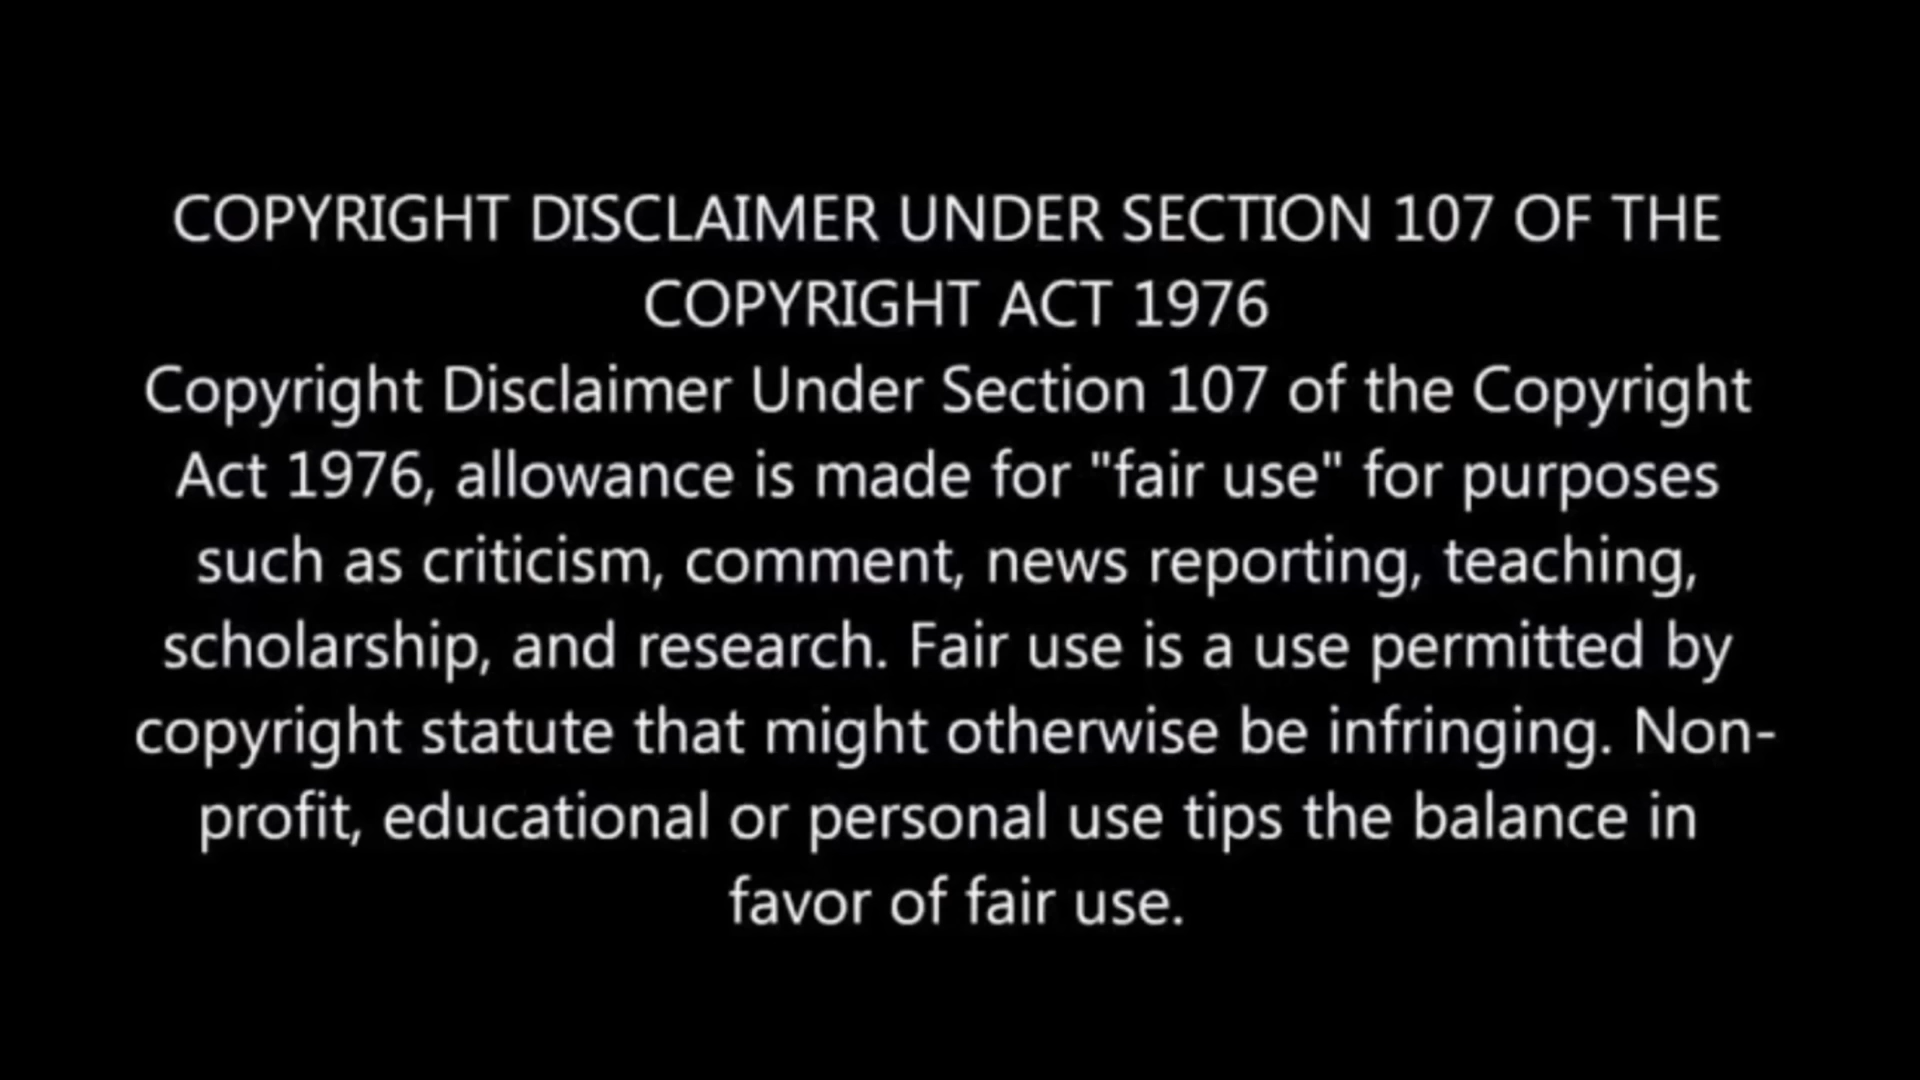 COPYRIGHT DISCLAIMER UNDER SECTION 107 OF THE
COPYRIGHT ACT 1976
Copyright Disclaimer Under Section 107 of the Copyright
Act 1976, allowance is made for "fair use" for purposes
such as criticism, comment, news reporting, teaching,
scholarship, and research. Fair use is a use permitted by
copyright statute that might otherwise be infringing. Non-
profit, educational or personal use tips the balance in
favor of fair use.